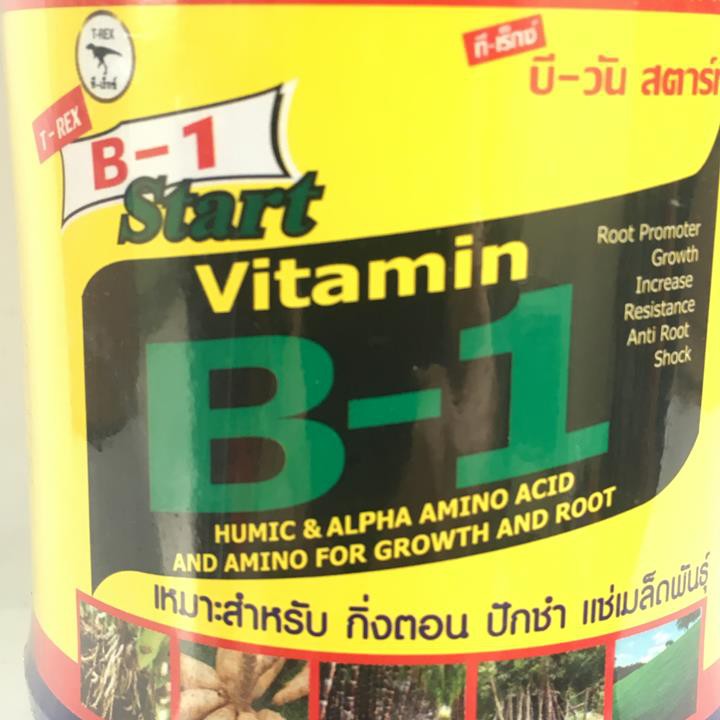 T-REX
ที-เร็กซ์
T-REX
B-1
Start
ที-เร็กซ์
บี-วัน สตาร์ท
Vitamin
B-1
Root Promoter
Growth
Increase
Resistance
Anti Root
Shock
HUMIC & ALPHA AMINO ACID
AND AMINO FOR GROWTH AND ROOT
เหมาะสำหรับ กิ่งตอน ปักชำ แช่เมล็ดพันธุ์